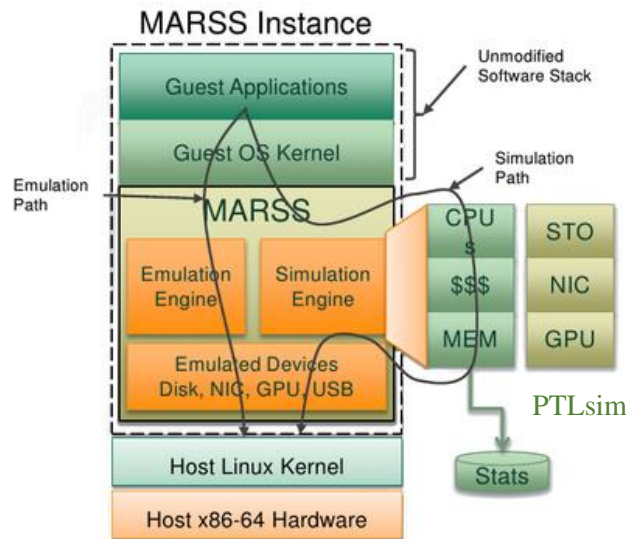 MARSS Instance
Unmodified
Software Stack
Guest Applications
Guest OS Kernel
Emulation
Path
Simulation
Path
MARSS
Emulation
Engine
Simulation
Engine
Emulated Devices
Disk, NIC, GPU, USB
CPU
s
$$$
MEM
STO
NIC
GPU
PTLsim
Stats
Host Linux Kernel
Host x86-64 Hardware